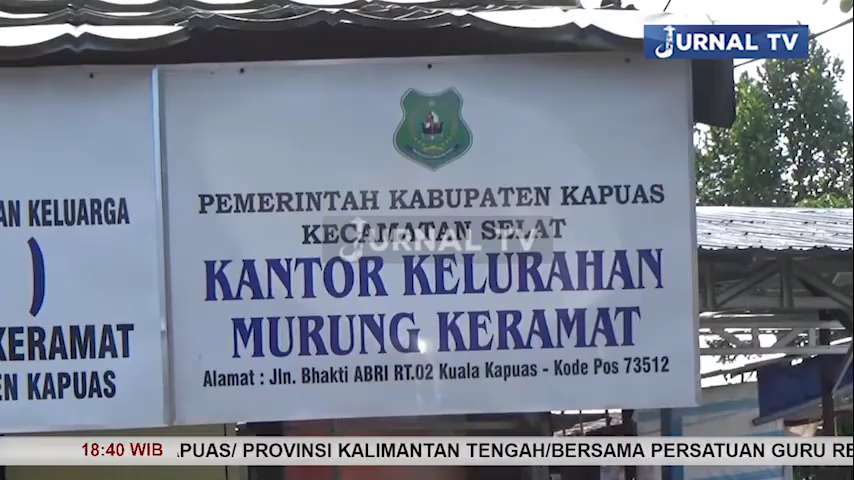 JURNAL TV
PEMERINTAH KABUPATEN KAPUAS
KECAMATAN SELAT
JURNAL TV
KANTOR KELURAHAN
MURUNG KERAMAT
Alamat : Jln. Bhakti ABRI RT.02 Kuala Kapuas - Kode Pos 73512
AN KELUARGA
)
KERAMAT
EN KAPUAS
18:40 WIB
APUAS/ PROVINSI KALIMANTAN TENGAH/BERSAMA PERSATUAN GURU RE